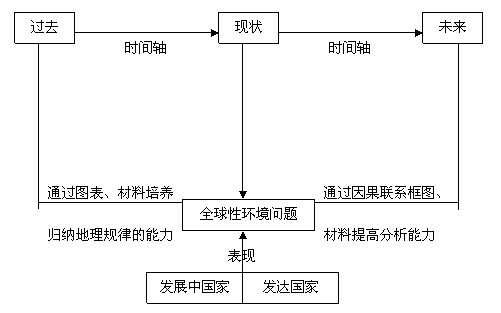 过去
现状
未来
时间轴
时间轴
通过图表、材料培养
归纳地理规律的能力
全球性环境问题
通过因果联系框图、
材料提高分析能力
表现
发展中国家
发达国家